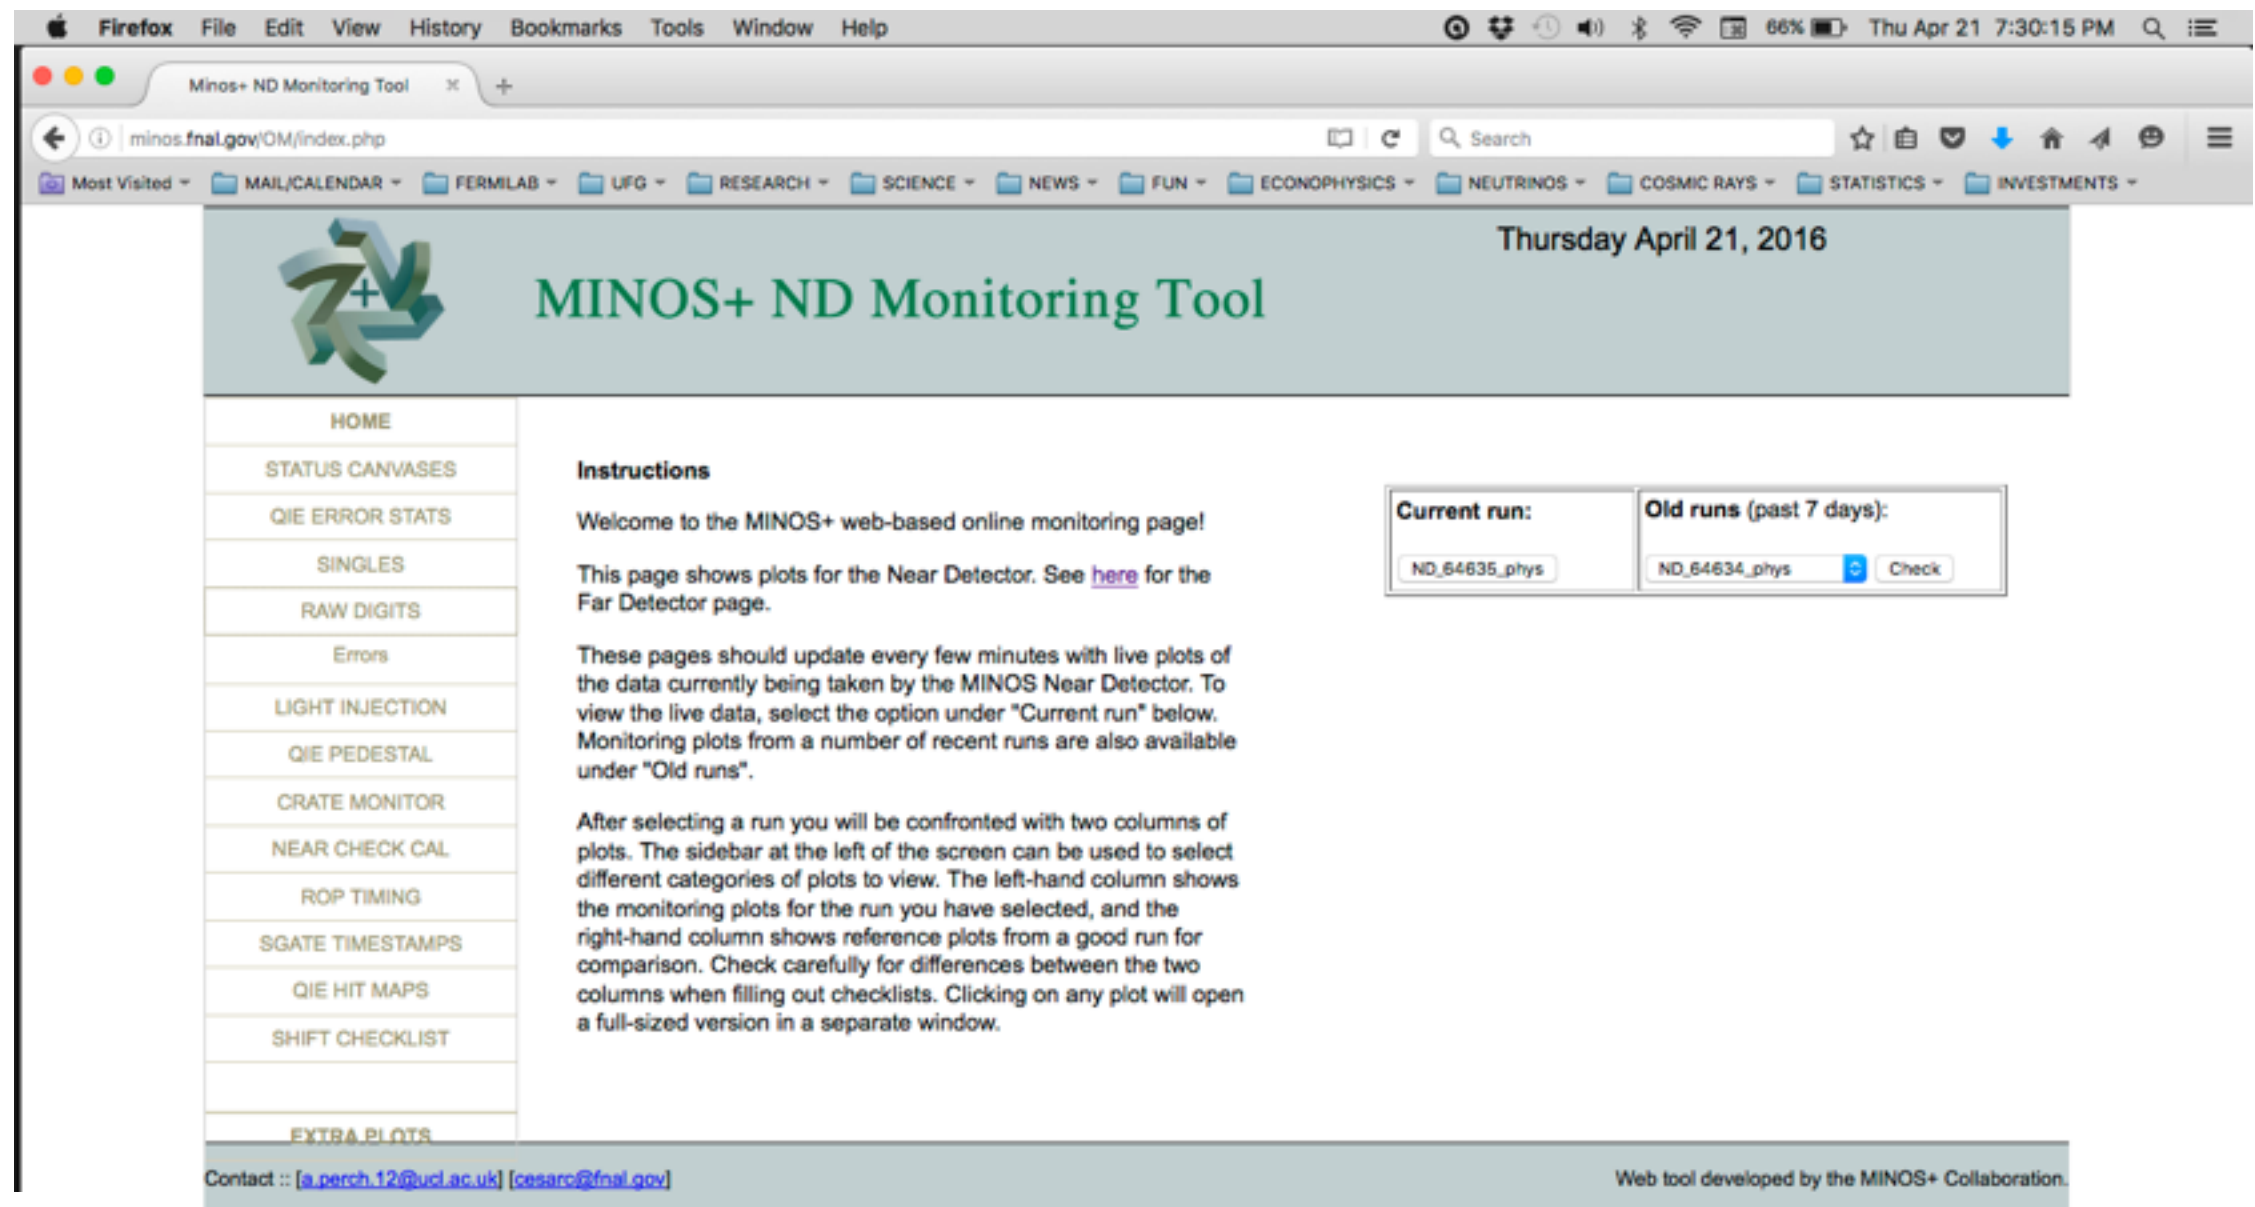 Firefox File Edit View History Bookmarks Tools Window Help 66% Thu Apr 21 7:30:15 PM
Minos+ ND Monitoring Tool
minos.fnal.gov/OM/index.php Search
Most Visited MAIL/CALENDAR FERMILAB UFG RESEARCH SCIENCE NEWS FUN ECONOPHYSICS NEUTRINOS COSMIC RAYS STATISTICS INVESTMENTS
Thursday April 21, 2016
MINOS+ ND Monitoring Tool
HOME
STATUS CANVASES
QIE ERROR STATS
SINGLES
RAW DIGITS
Errors
LIGHT INJECTION
QIE PEDESTAL
CRATE MONITOR
NEAR CHECK CAL
ROP TIMING
SGATE TIMESTAMPS
QIE HIT MAPS
SHIFT CHECKLIST
EXTRA PLOTS
Instructions
Welcome to the MINOS+ web-based online monitoring page!
This page shows plots for the Near Detector. See here for the
Far Detector page.
These pages should update every few minutes with live plots of
the data currently being taken by the MINOS Near Detector. To
view the live data, select the option under "Current run" below.
Monitoring plots from a number of recent runs are also available
under "Old runs".
After selecting a run you will be confronted with two columns of
plots. The sidebar at the left of the screen can be used to select
different categories of plots to view. The left-hand column shows
the monitoring plots for the run you have selected, and the
right-hand column shows reference plots from a good run for
comparison. Check carefully for differences between the two
columns when filling out checklists. Clicking on any plot will open
a full-sized version in a separate window.
Current run:
ND_64635_phys
Old runs (past 7 days):
ND_64634_phys Check
Contact :: [a.perch.12@ucl.ac.uk] [cesarc@fnal.gov]
Web tool developed by the MINOS+ Collaboration.